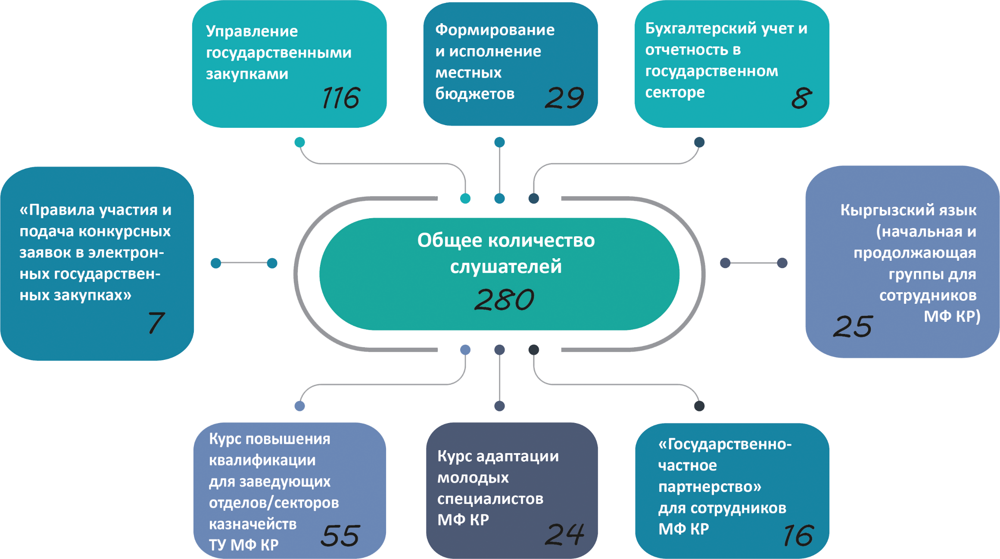 Управление
государственными
закупками
116
Формирование
и исполнение
местных
бюджетов
29
Бухгалтерский учет и
отчетность в
государственном
секторе
8
«Правила участия и
подача конкурсных
заявок в электрон-
ных государствен-
ных закупках»
7
Общее количество
слушателей
280
Кыргызский язык
(начальная и
продолжающая
группы для
сотрудников
МФ КР)
25
Курс повышения
квалификации
для заведующих
отделов/секторов
казначейств
ТУ МФ КР
55
Курс адаптации
молодых
специалистов
МФ КР
24
«Государственно-
частное
партнерство»
для сотрудников
МФ КР
16